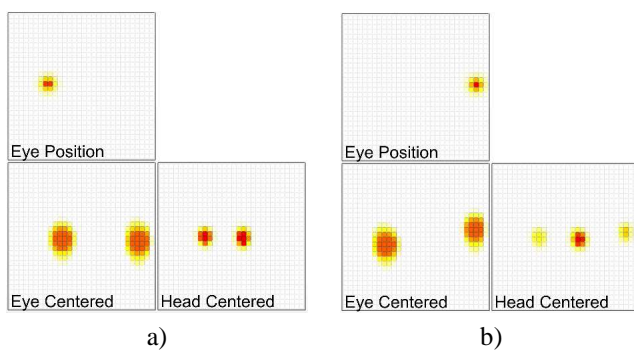 Eye Position
Eye Centered
Head Centered
a)
Eye Position
Eye Centered
Head Centered
b)